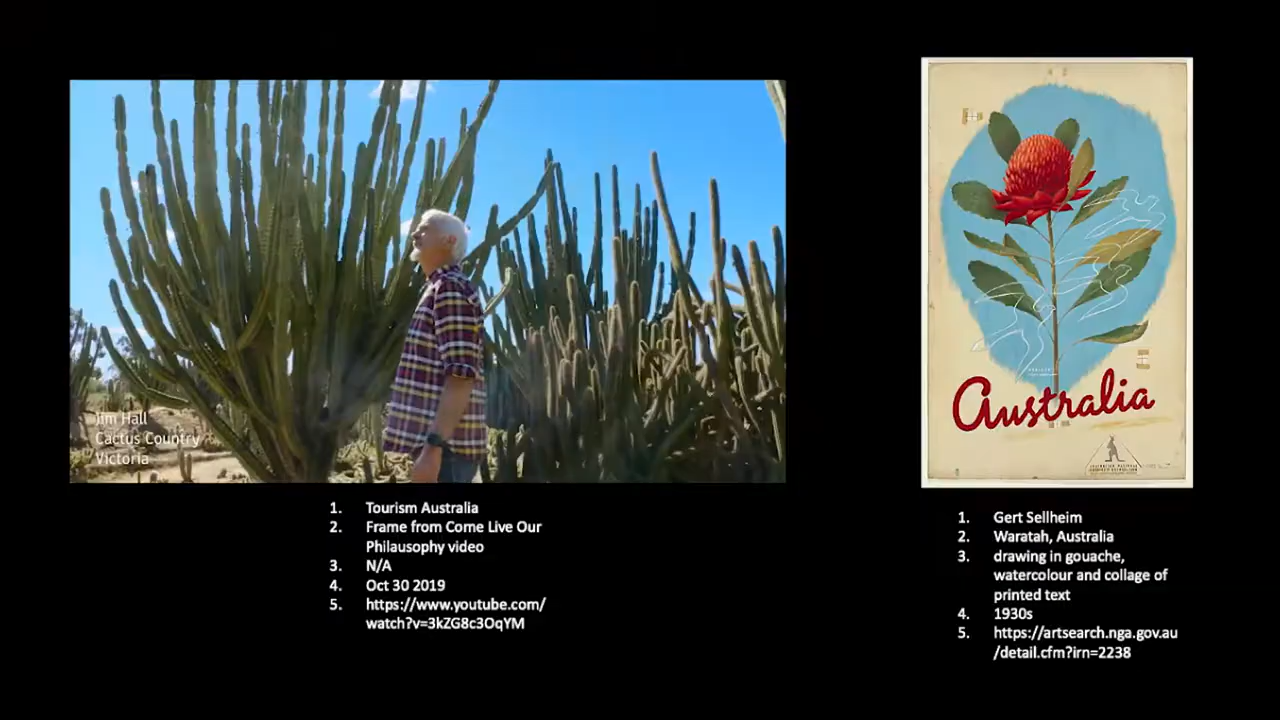 Jim Hall
Cactus Country
Victoria
1. Tourism Australia
2. Frame from Come Live Our
Philausophy video
3. N/A
4. Oct 30 2019
5. https://www.youtube.com/
watch?v=3kZG8c3OqYM
Australia
1. Gert Sellheim
2. Waratah, Australia
3. drawing in gouache,
watercolour and collage of
printed text
4. 1930s
5. https://artsearch.nga.gov.au
/detail.cfm?irn=2238